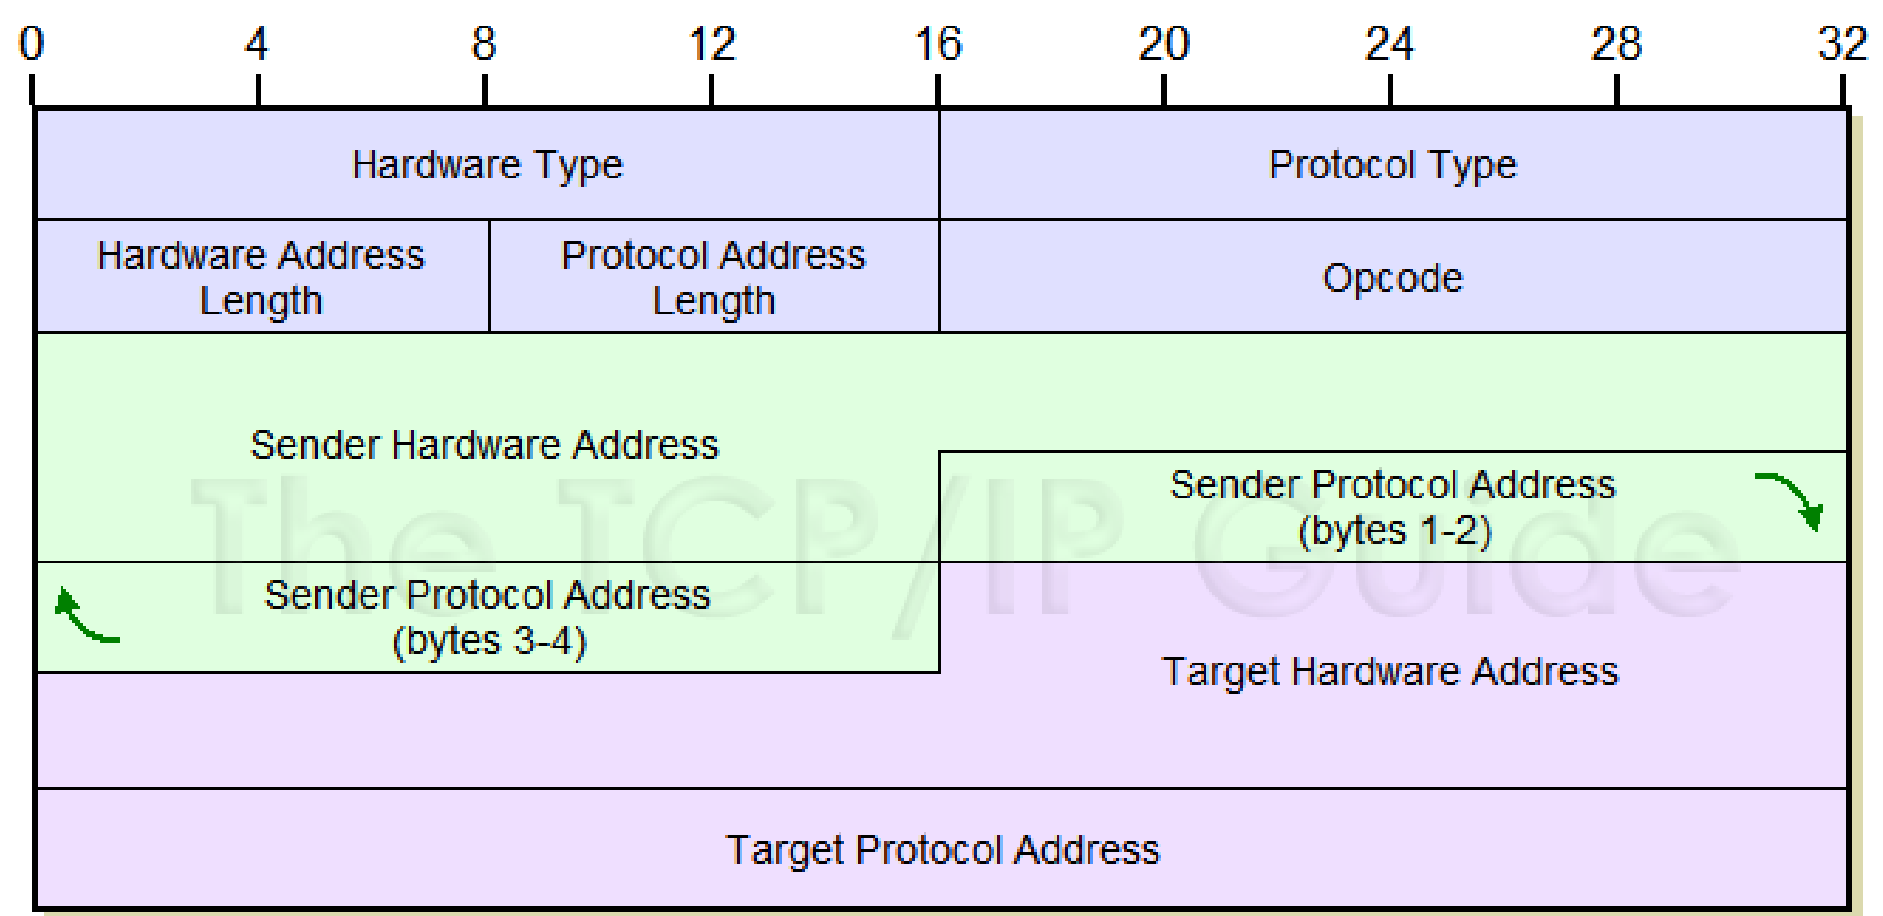 0 4 8 12 16 20 24 28 32
Hardware Type
Protocol Type
Hardware Address
Length
Protocol Address
Length
Opcode
Sender Hardware Address
Sender Protocol Address
(bytes 1-2)
The TCP/IP Guide
Sender Protocol Address
(bytes 3-4)
Target Hardware Address
Target Protocol Address